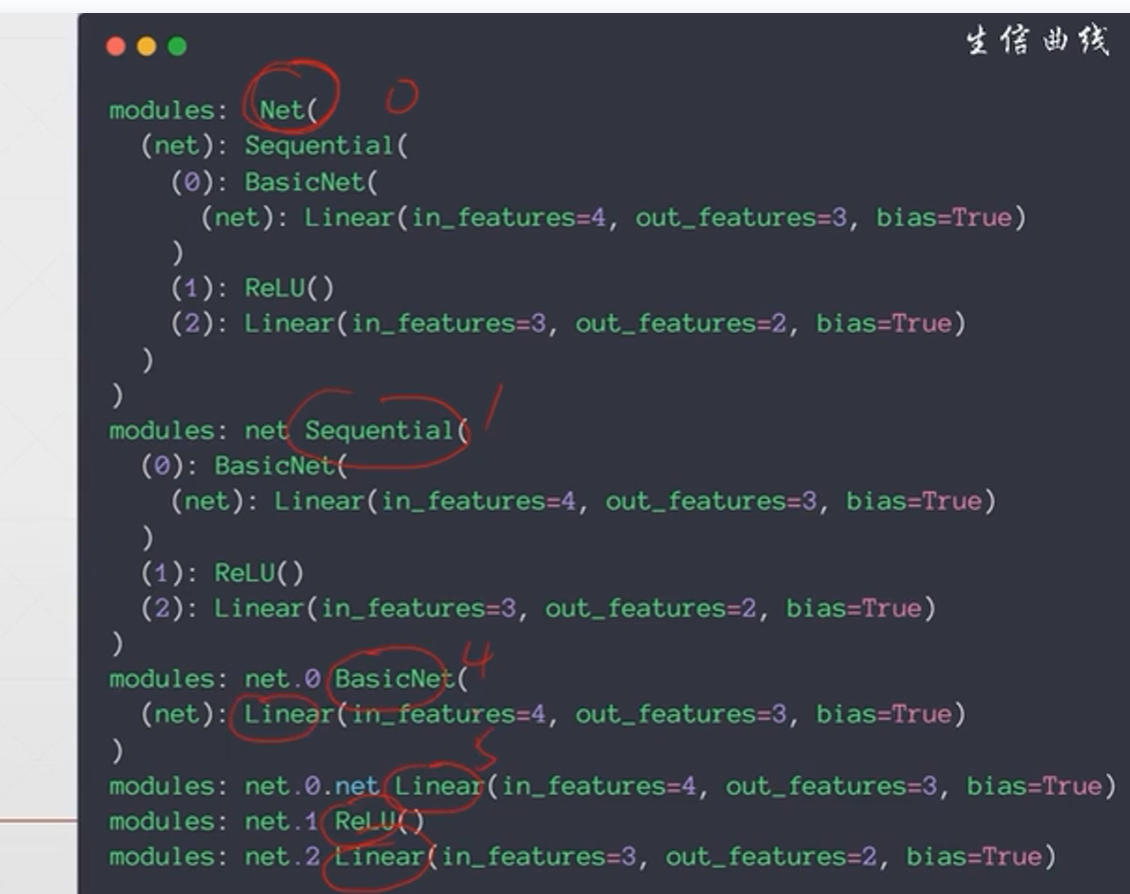 生信曲线
modules:  Net( 0
  (net): Sequential(
    (0): BasicNet(
      (net): Linear(in_features=4, out_features=3, bias=True)
    )
    (1): ReLU()
    (2): Linear(in_features=3, out_features=2, bias=True)
  )
)
modules: net Sequential( 1
  (0): BasicNet(
    (net): Linear(in_features=4, out_features=3, bias=True)
  )
  (1): ReLU()
  (2): Linear(in_features=3, out_features=2, bias=True)
)
modules: net.0 BasicNet( 4
  (net): Linear(in_features=4, out_features=3, bias=True)
)
5
modules: net.0.net Linear(in_features=4, out_features=3, bias=True)
modules: net.1 ReLU()
modules: net.2 Linear(in_features=3, out_features=2, bias=True)